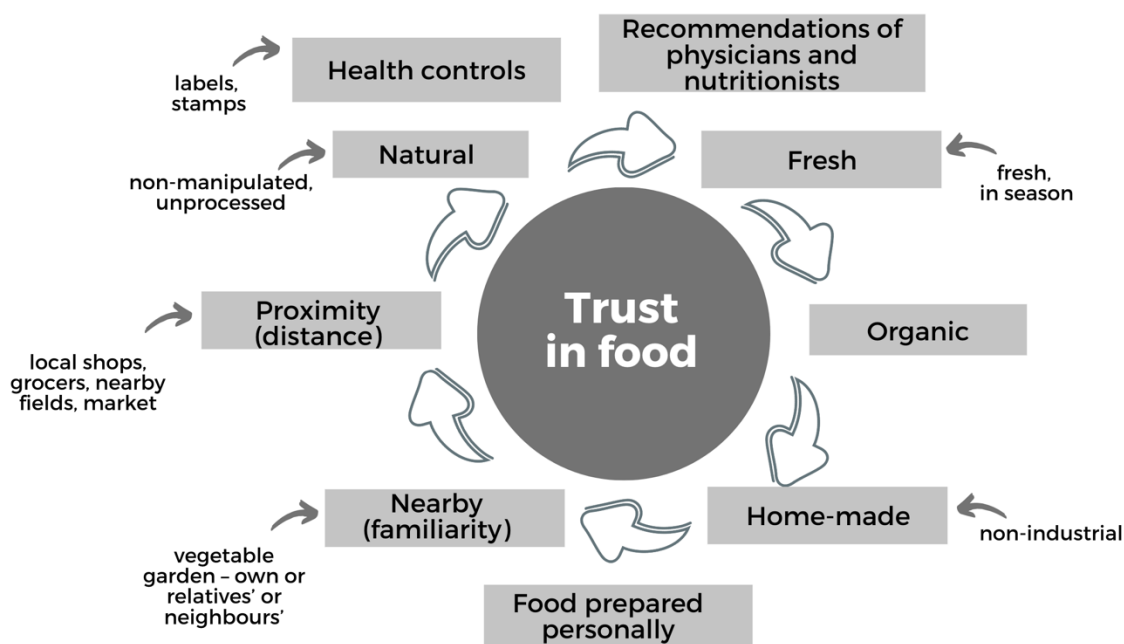 Recommendations of
physicians and
nutritionists
Health controls
labels,
stamps
Natural
non-manipulated,
unprocessed
Fresh
fresh,
in season
Proximity
(distance)
local shops,
grocers, nearby
fields, market
Trust
in food
Organic
Nearby
(familiarity)
vegetable
garden – own or
relatives’ or
neighbours’
Home-made
non-industrial
Food prepared
personally